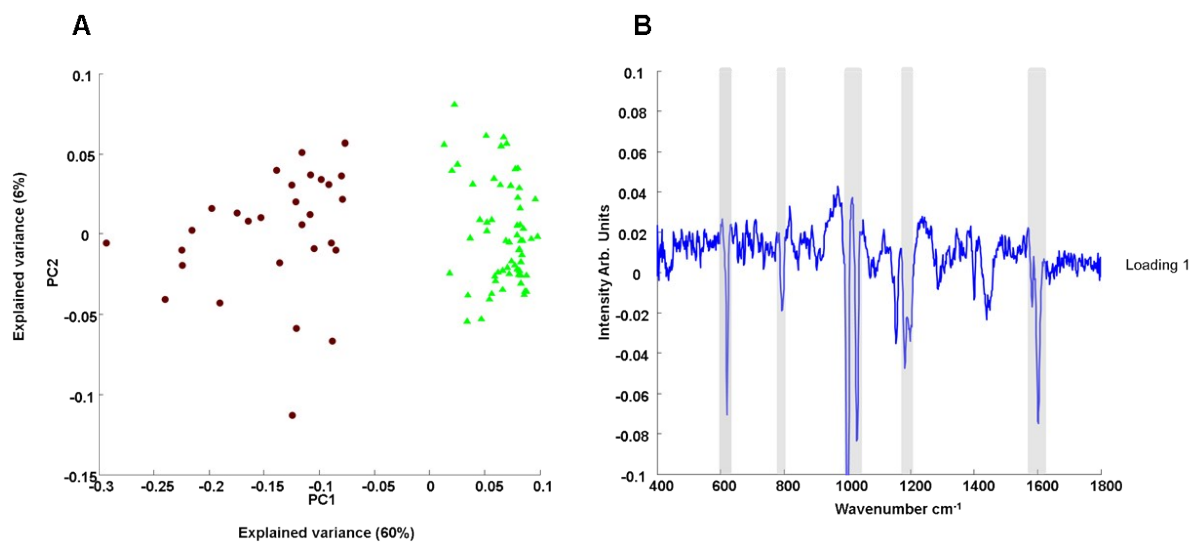 A
0.1
0.05
0
-0.05
-0.1
-0.15
Explained variance (6%)
PC2
-0.3 -0.25 -0.2 -0.15 -0.1 -0.05 0 0.05 0.1
PC1
Explained variance (60%)
B
0.1
0.08
0.06
0.04
0.02
0
-0.02
-0.04
-0.06
-0.08
-0.1
Intensity Arb. Units
400 600 800 1000 1200 1400 1600 1800
Wavenumber cm⁻¹
Loading 1